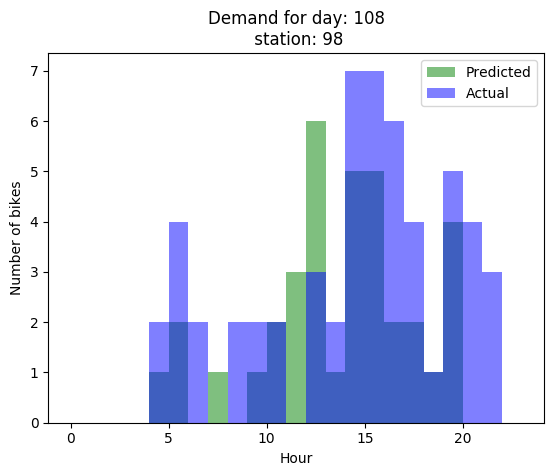 Demand for day: 108
station: 98
Predicted
Actual
Number of bikes
7
6
5
4
3
2
1
0
0
5
10
15
20
Hour